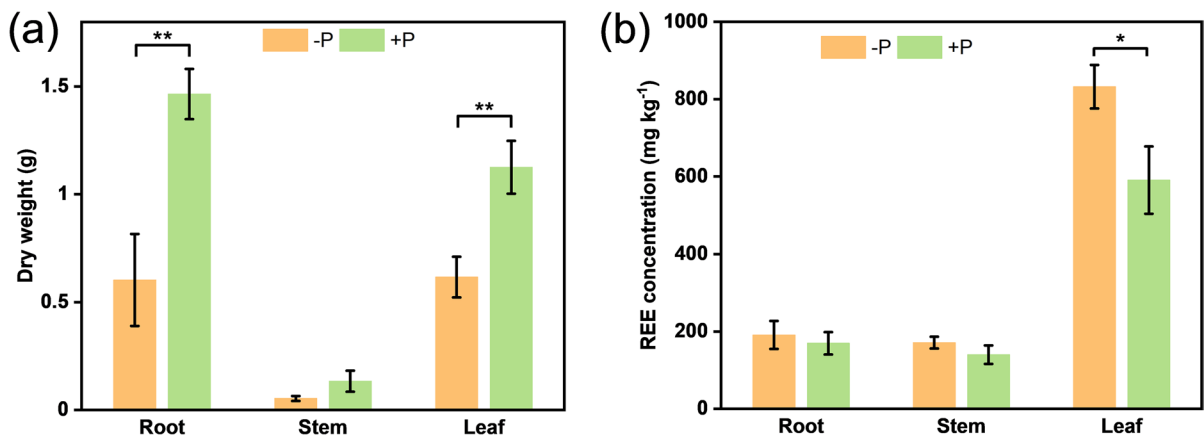 (a)
-P
+P
**
**
Dry weight (g)
1.5
1
0.5
0
Root
Stem
Leaf
(b)
-P
+P
*
REE concentration (mg kg⁻¹)
1000
800
600
400
200
0
Root
Stem
Leaf